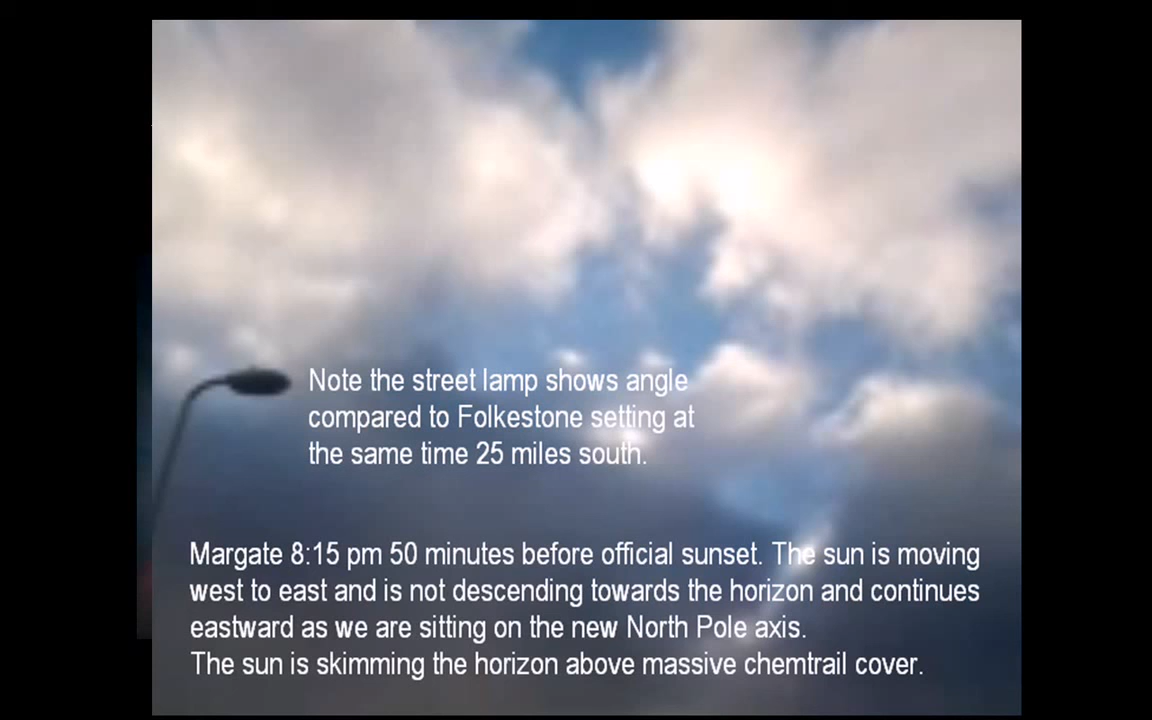 Note the street lamp shows angle
compared to Folkestone setting at
the same time 25 miles south.
Margate 8:15 pm 50 minutes before official sunset. The sun is moving
west to east and is not descending towards the horizon and continues
eastward as we are sitting on the new North Pole axis.
The sun is skimming the horizon above massive chemtrail cover.